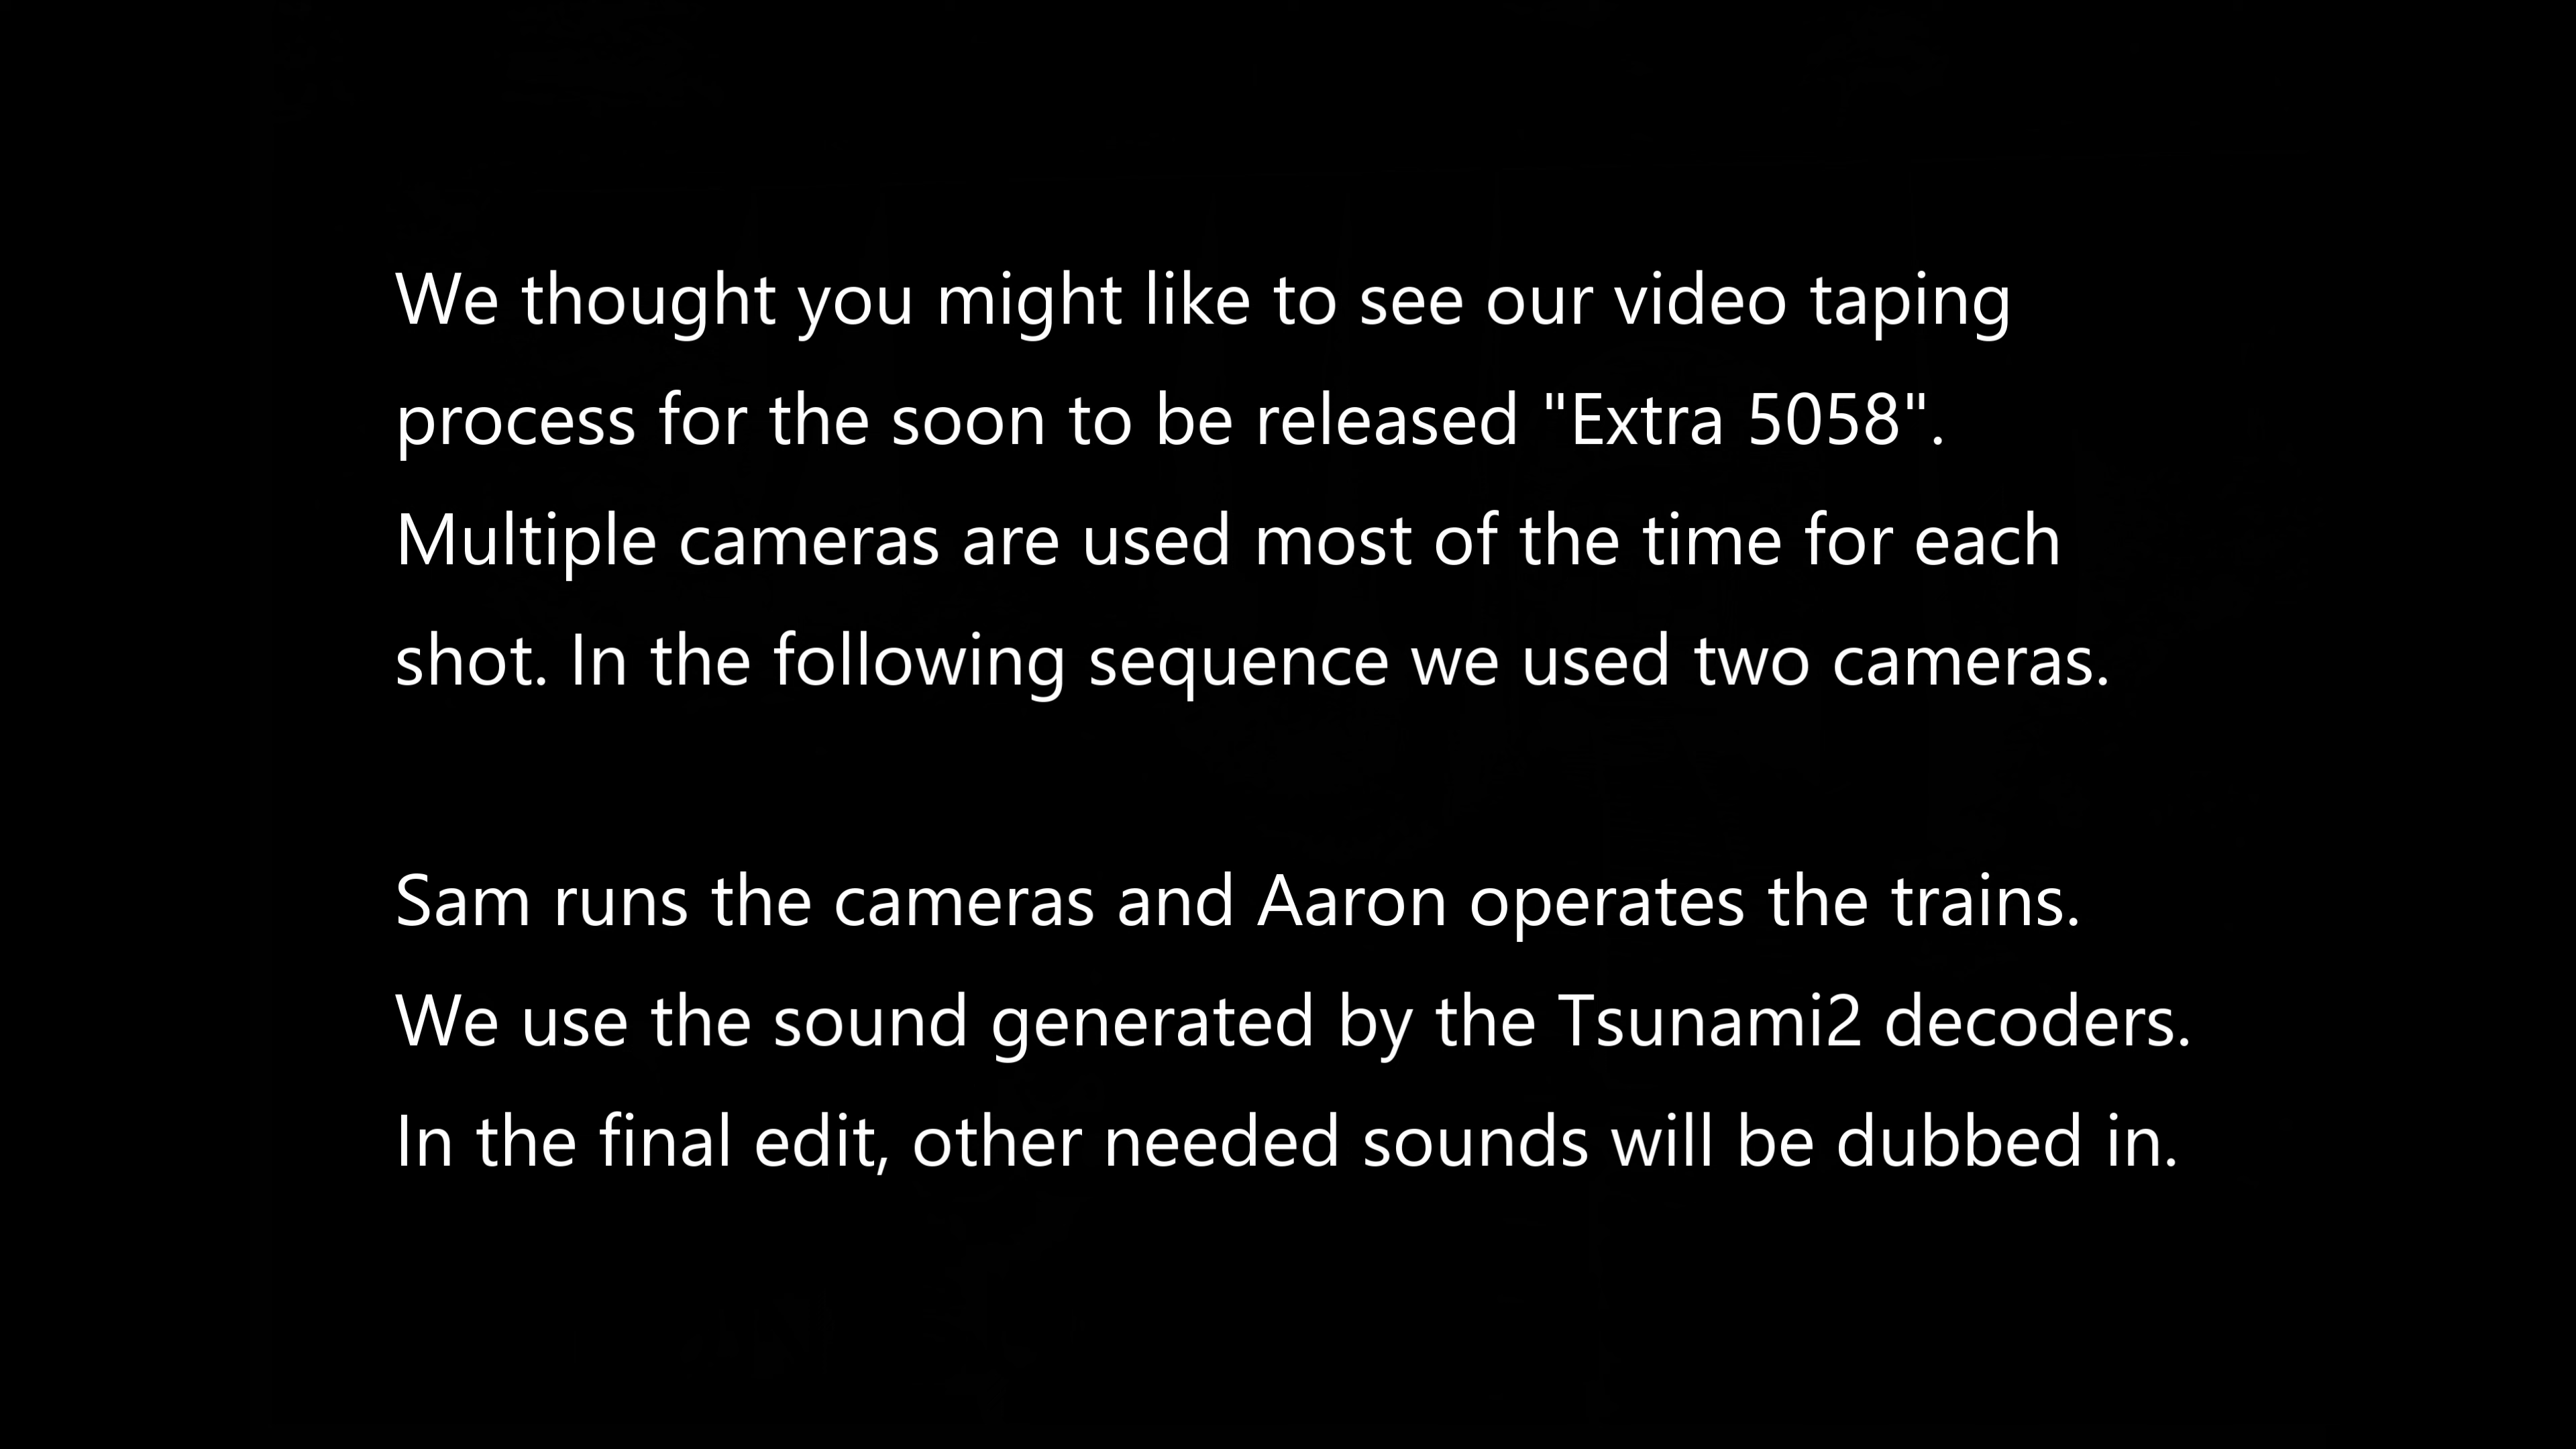 We thought you might like to see our video taping
process for the soon to be released "Extra 5058".
Multiple cameras are used most of the time for each
shot. In the following sequence we used two cameras.
Sam runs the cameras and Aaron operates the trains.
We use the sound generated by the Tsunami2 decoders.
In the final edit, other needed sounds will be dubbed in.